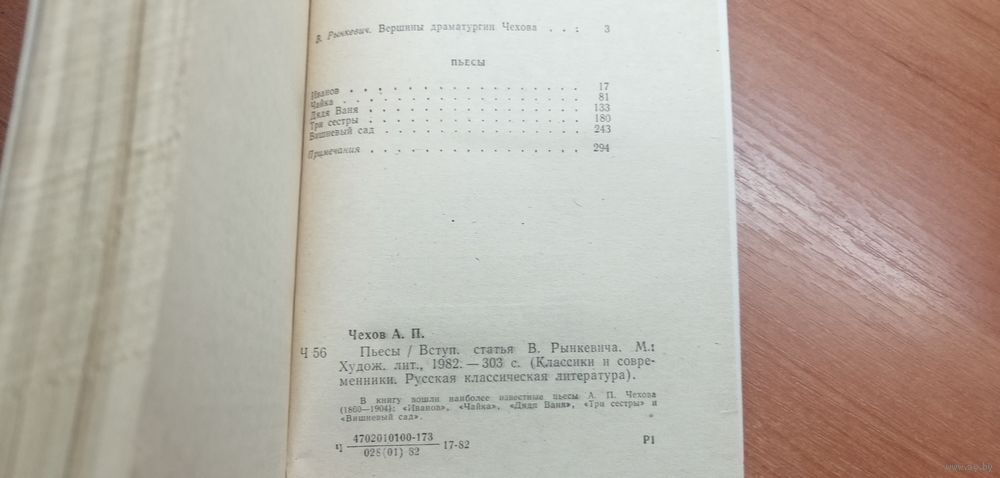 В. Рынкевич. Вершины драматургии Чехова . . : 3
ПЬЕСЫ
Иванов . . . . . . . . . . . . . . . . 17
Чайка . . . . . . . . . . . . . . . . 81
Дядя Ваня . . . . . . . . . . . . . . . 133
Три сестры . . . . . . . . . . . . . . . 180
Вишневый сад . . . . . . . . . . . . . . 243
Примечания . . . . . . . . . . . . . . . 294
Чехов А. П.
Ч 56 Пьесы / Вступ. статья В. Рынкевича. М.:
Худож. лит., 1982. — 303 с. (Классики и совре-
менники. Русская классическая литература).
В книгу вошли наиболее известные пьесы А. П. Чехова
(1860—1904): «Иванов», «Чайка», «Дядя Ваня», «Три сестры» и
«Вишневый сад».
Ч 4702010100-173
028(01) 82 17-82 Р1
www.ay.by